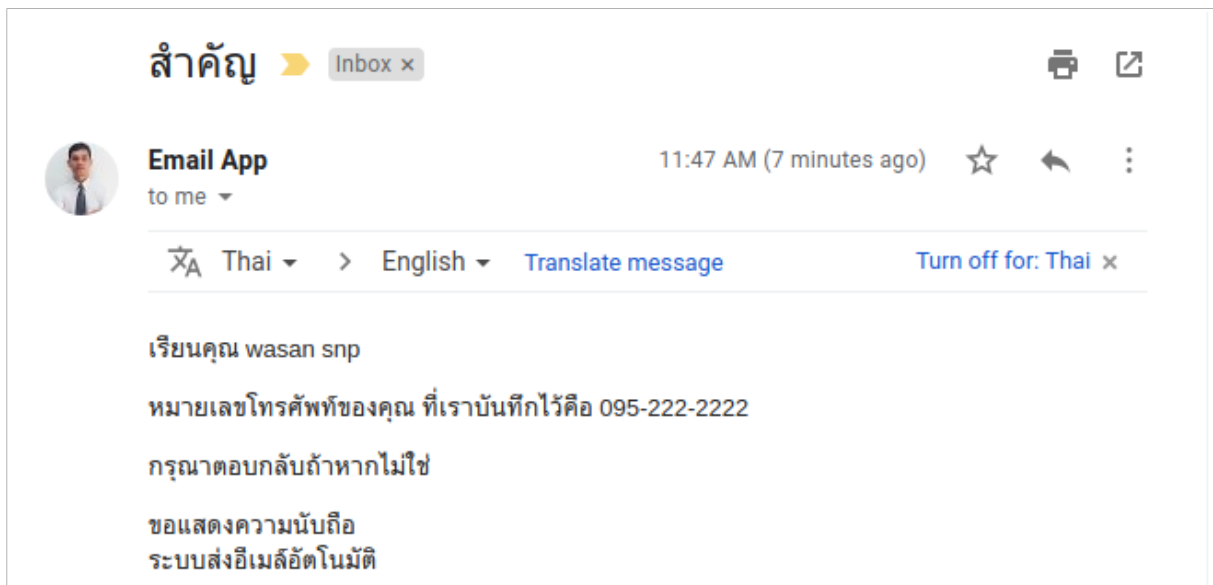 สำคัญ Inbox ×
Email App 11:47 AM (7 minutes ago)
to me
Thai > English Translate message Turn off for: Thai ×
เรียนคุณ wasan snp
หมายเลขโทรศัพท์ของคุณ ที่เราบันทึกไว้คือ 095-222-2222
กรุณาตอบกลับถ้าหากไม่ใช่
ขอแสดงความนับถือ
ระบบส่งอีเมล์อัตโนมัติ